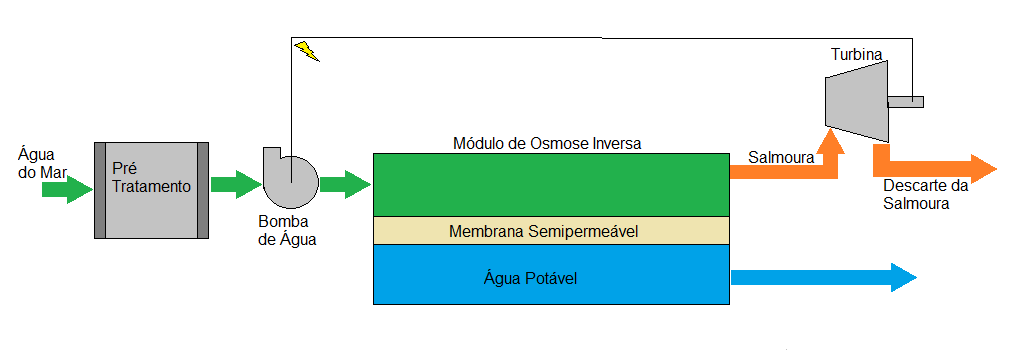 Turbina
Módulo de Osmose Inversa
Água
do Mar
Pré
Tratamento
Salmoura
Descarte da
Salmoura
Bomba
de Água
Membrana Semipermeável
Água Potável